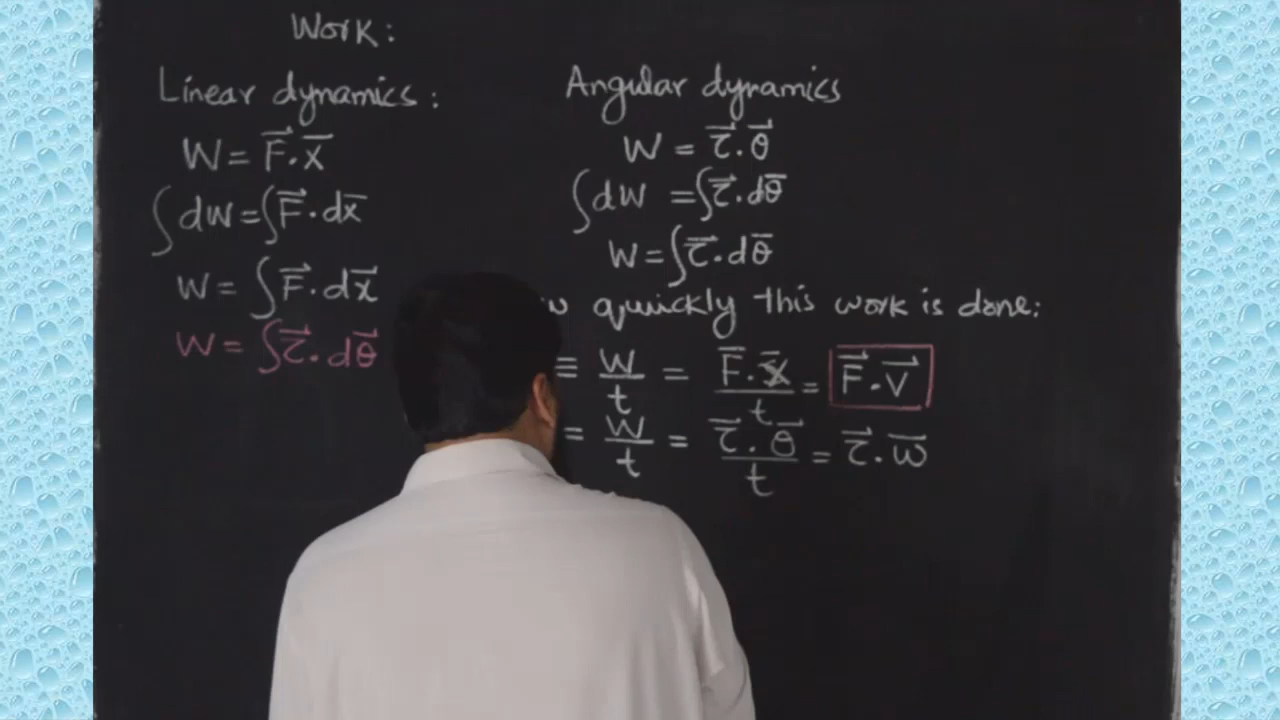 Work:
Linear dynamics:
W = F⃗.x̅
∫dW = ∫F⃗.dx̅
W = ∫F⃗.dx⃗
W = ∫τ⃗.dθ⃗
Angular dynamics
W = τ⃗.θ⃗
∫dW = ∫τ⃗.dθ̅
W = ∫τ⃗.dθ̅
quickly this work is done:
≡ W/t = F̅.x̅/t = F⃗.v⃗
= W/t = τ⃗.θ⃗/t = τ⃗.ω̅